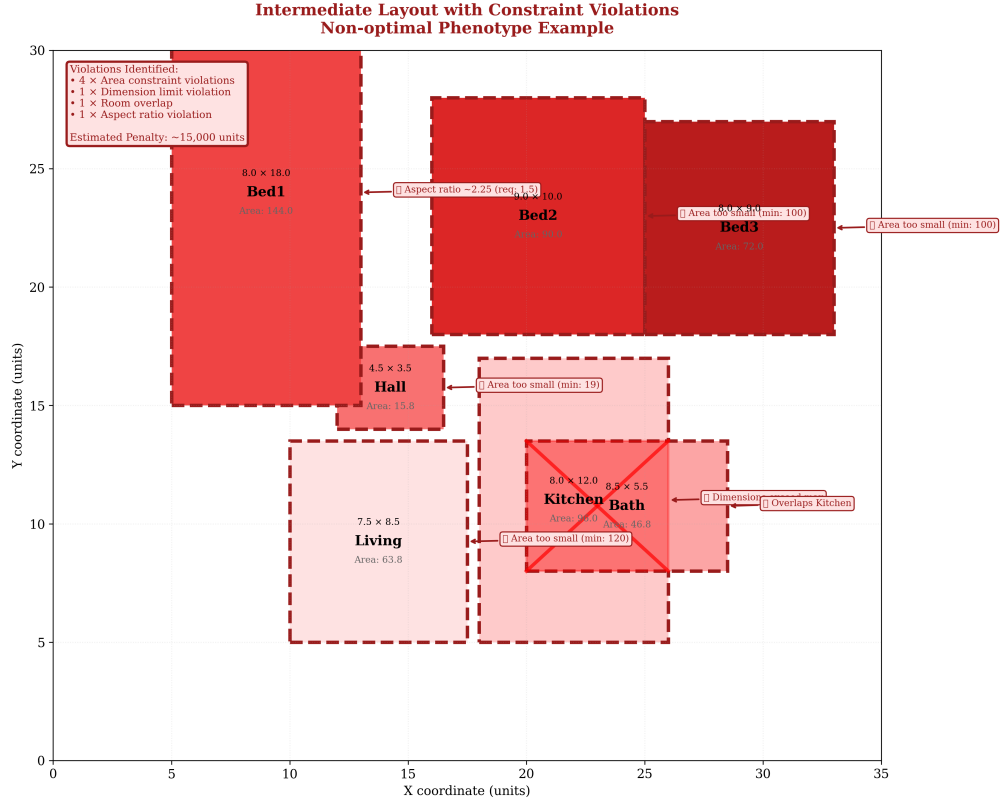 Intermediate Layout with Constraint Violations
Non-optimal Phenotype Example
Violations Identified:
• 4 × Area constraint violations
• 1 × Dimension limit violation
• 1 × Room overlap
• 1 × Aspect ratio violation
Estimated Penalty: ~15,000 units
8.0 × 18.0
Bed1
Area: 144.0
Aspect ratio ~2.25 (req: 1.5)
9.0 × 10.0
Bed2
Area: 90.0
Area too small (min: 100)
8.0 × 9.0
Bed3
Area: 72.0
Area too small (min: 100)
4.5 × 3.5
Hall
Area: 15.8
Area too small (min: 19)
8.0 × 12.0
Kitchen
Area: 96.0
8.5 × 5.5
Bath
Area: 46.8
Dimensions exceed max
Overlaps Kitchen
7.5 × 8.5
Living
Area: 63.8
Area too small (min: 120)
Y coordinate (units)
30
25
20
15
10
5
0
0 5 10 15 20 25 30 35
X coordinate (units)